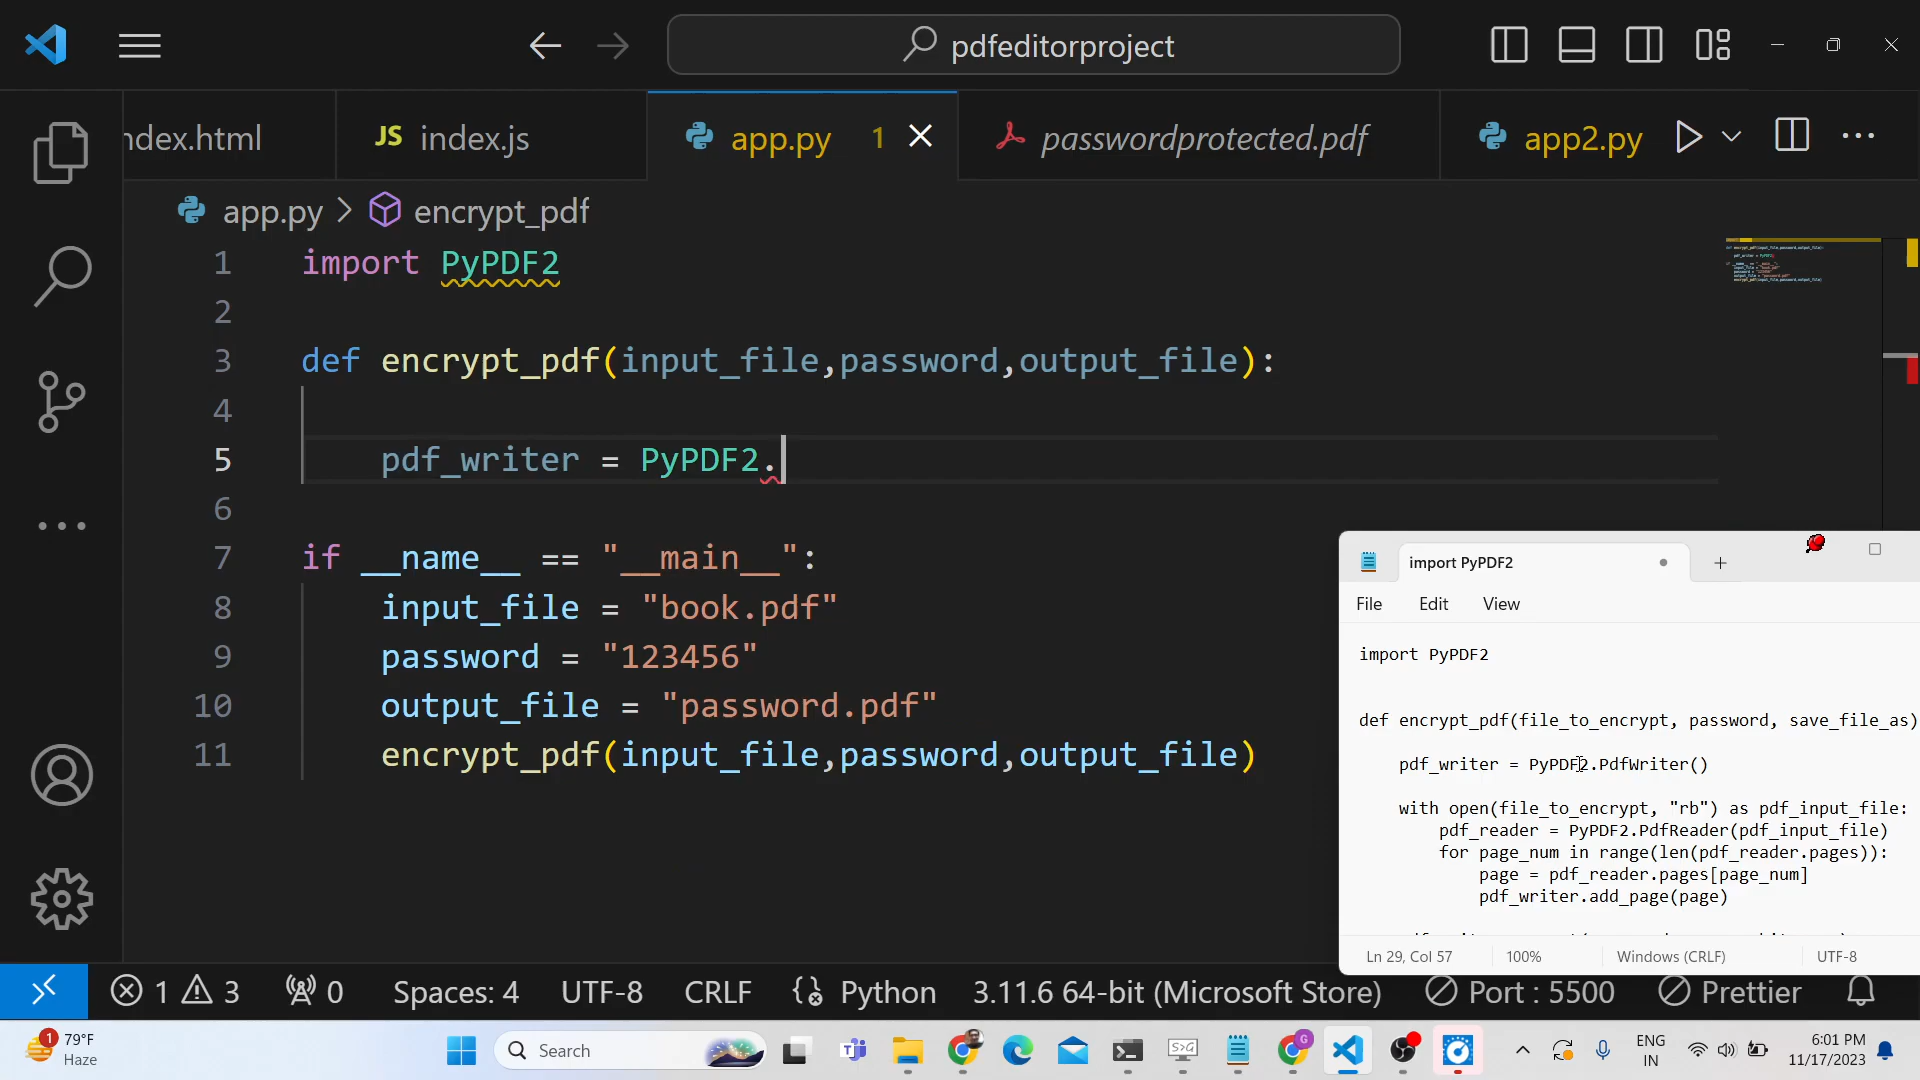 pdfeditorproject
ndex.html
JS index.js
app.py 1
passwordprotected.pdf
app2.py
app.py > encrypt_pdf
1 import PyPDF2
2
3 def encrypt_pdf(input_file,password,output_file):
4
5 pdf_writer = PyPDF2.
6
7 if __name__ == "__main__":
8 input_file = "book.pdf"
9 password = "123456"
10 output_file = "password.pdf"
11 encrypt_pdf(input_file,password,output_file)
import PyPDF2
File Edit View
import PyPDF2
def encrypt_pdf(file_to_encrypt, password, save_file_as)
pdf_writer = PyPDF2.PdfWriter()
with open(file_to_encrypt, "rb") as pdf_input_file:
pdf_reader = PyPDF2.PdfReader(pdf_input_file)
for page_num in range(len(pdf_reader.pages)):
page = pdf_reader.pages[page_num]
pdf_writer.add_page(page)
Ln 29, Col 57 100% Windows (CRLF) UTF-8
1 3 0 Spaces: 4 UTF-8 CRLF Python 3.11.6 64-bit (Microsoft Store) Port : 5500 Prettier
1 79°F
Haze
Search
S>G
G
ENG
IN
6:01 PM
11/17/2023